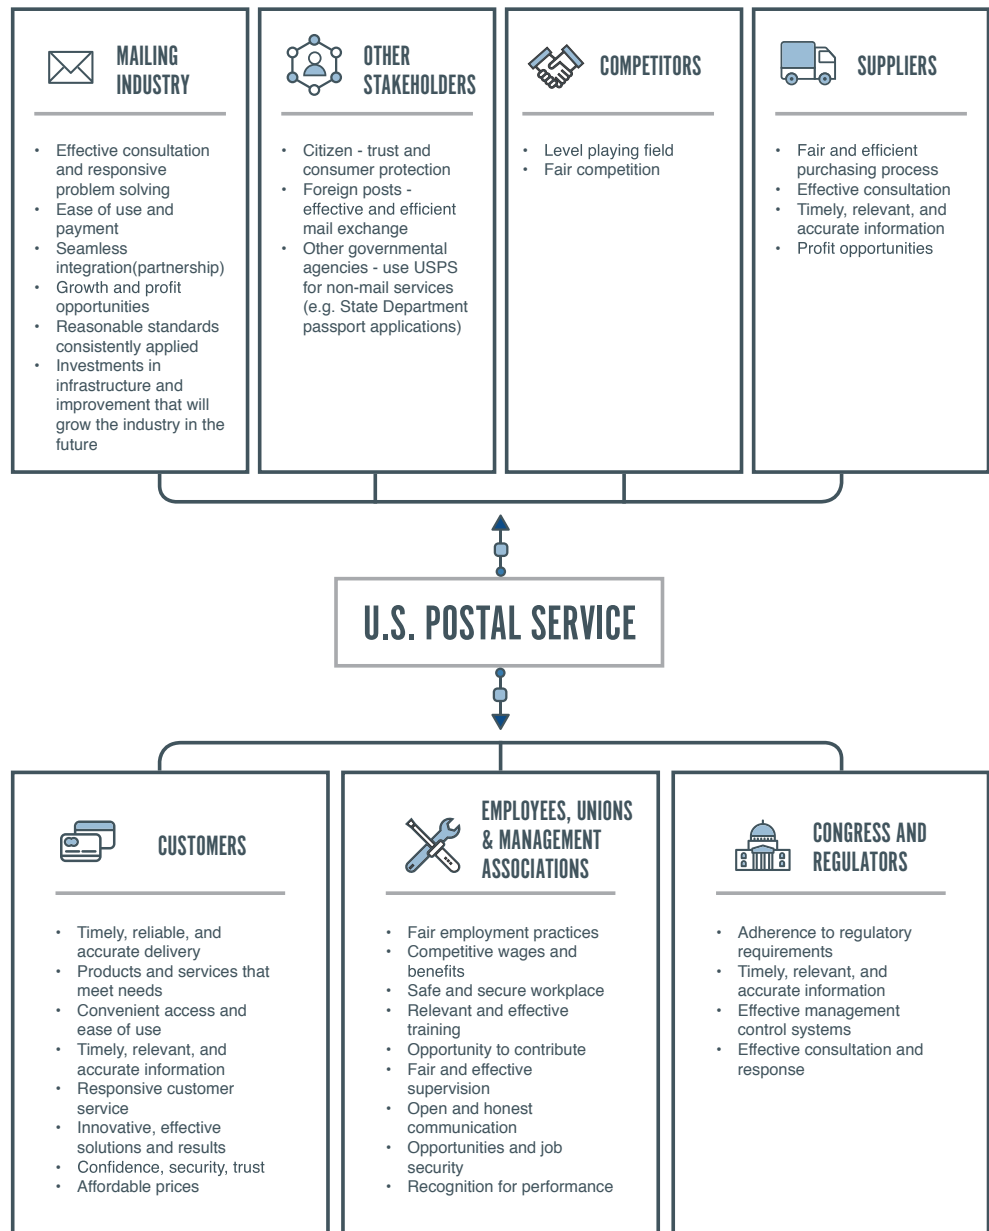 MAILING
INDUSTRY
• Effective consultation
and responsive
problem solving
• Ease of use and
payment
• Seamless
integration(partnership)
• Growth and profit
opportunities
• Reasonable standards
consistently applied
• Investments in
infrastructure and
improvement that will
grow the industry in the
future
OTHER
STAKEHOLDERS
• Citizen - trust and
consumer protection
• Foreign posts -
effective and efficient
mail exchange
• Other governmental
agencies - use USPS
for non-mail services
(e.g. State Department
passport applications)
COMPETITORS
• Level playing field
• Fair competition
SUPPLIERS
• Fair and efficient
purchasing process
• Effective consultation
• Timely, relevant, and
accurate information
• Profit opportunities
U.S. POSTAL SERVICE
CUSTOMERS
• Timely, reliable, and
accurate delivery
• Products and services that
meet needs
• Convenient access and
ease of use
• Timely, relevant, and
accurate information
• Responsive customer
service
• Innovative, effective
solutions and results
• Confidence, security, trust
• Affordable prices
EMPLOYEES, UNIONS
& MANAGEMENT
ASSOCIATIONS
• Fair employment practices
• Competitive wages and
benefits
• Safe and secure workplace
• Relevant and effective
training
• Opportunity to contribute
• Fair and effective
supervision
• Open and honest
communication
• Opportunities and job
security
• Recognition for performance
CONGRESS AND
REGULATORS
• Adherence to regulatory
requirements
• Timely, relevant, and
accurate information
• Effective management
control systems
• Effective consultation and
response